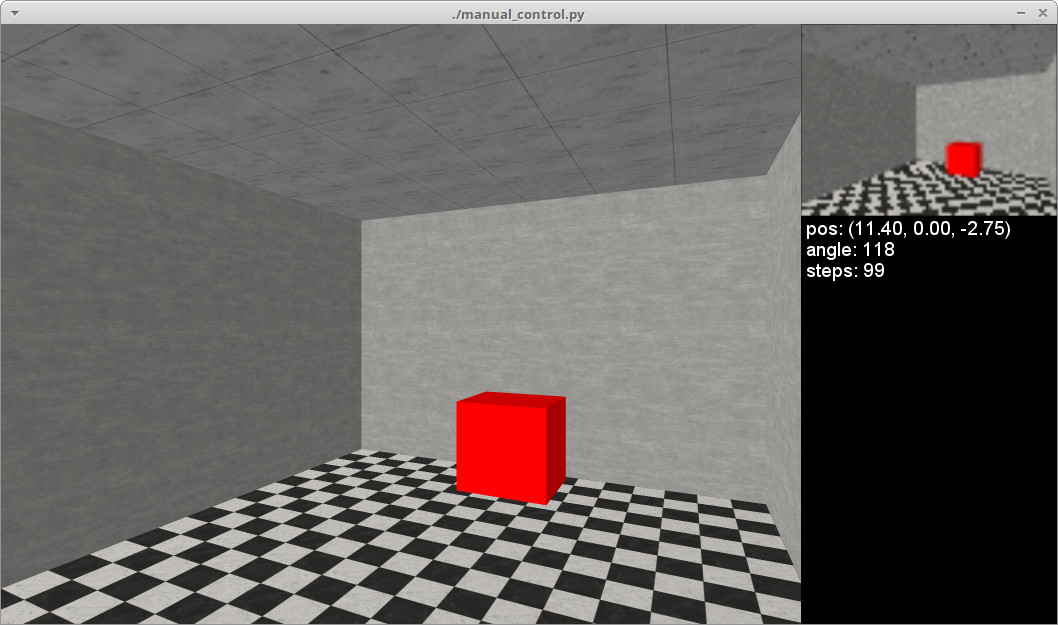 ./manual_control.py
pos: (11.40, 0.00, -2.75)
angle: 118
steps: 99